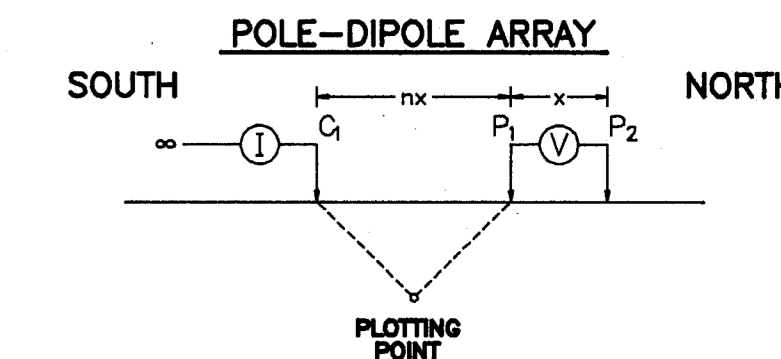 POLE-DIPOLE ARRAY
SOUTH
nx
x
NORTH
∞
I
C1
P1
V
P2
PLOTTING
POINT